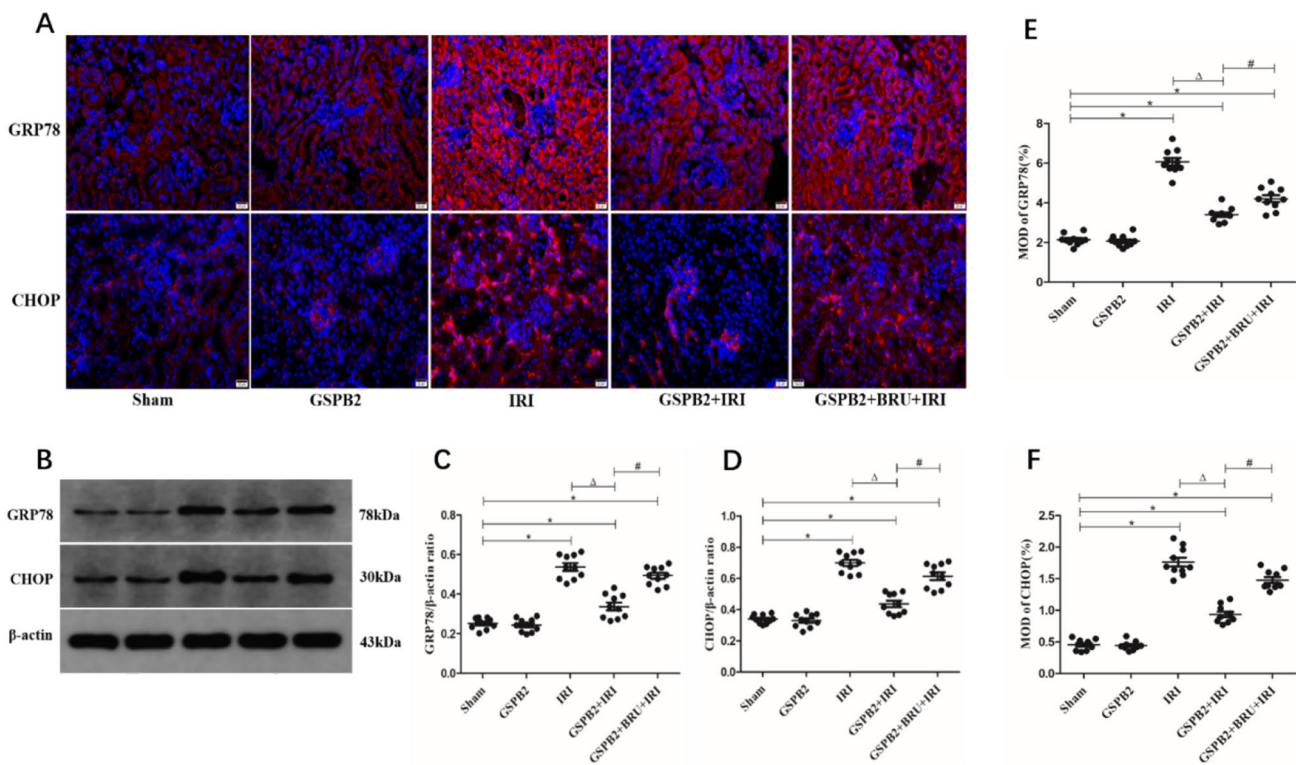 A
GRP78
CHOP
Sham
GSPB2
IRI
GSPB2+IRI
GSPB2+BRU+IRI
B
GRP78
78kDa
CHOP
30kDa
β-actin
43kDa
C
#
Δ
*
*
*
GRP78/β-actin ratio
0.8
0.6
0.4
0.2
0.0
Sham
GSPB2
IRI
GSPB2+IRI
GSPB2+BRU+IRI
D
#
Δ
*
*
*
CHOP/β-actin ratio
1.0
0.8
0.6
0.4
0.2
0.0
Sham
GSPB2
IRI
GSPB2+IRI
GSPB2+BRU+IRI
E
#
Δ
*
*
*
MOD of GRP78(%)
8
6
4
2
0
Sham
GSPB2
IRI
GSPB2+IRI
GSPB2+BRU+IRI
F
#
Δ
*
*
*
MOD of CHOP(%)
2.5
2.0
1.5
1.0
0.5
0.0
Sham
GSPB2
IRI
GSPB2+IRI
GSPB2+BRU+IRI